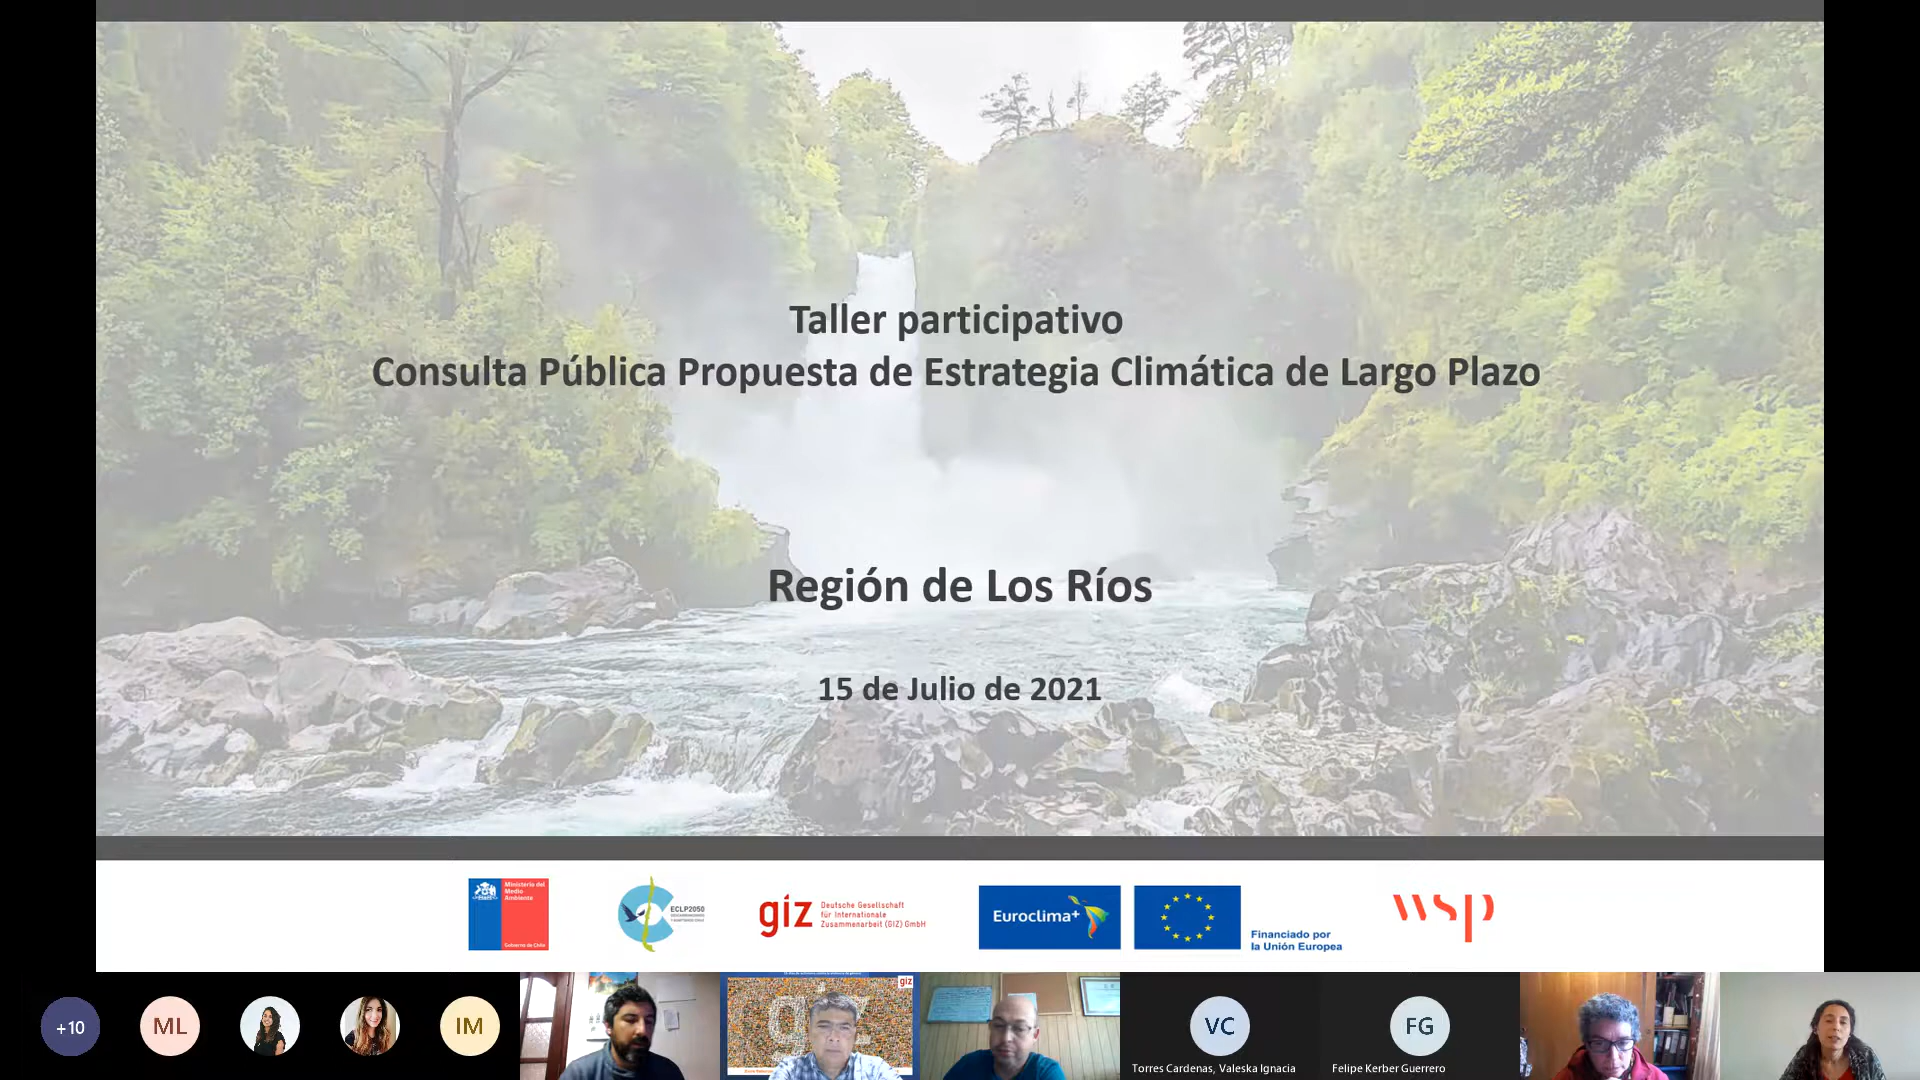 Taller participativo
Consulta Pública Propuesta de Estrategia Climática de Largo Plazo
Región de Los Ríos
15 de Julio de 2021
Ministerio del
Medio
Ambiente
Gobierno de Chile
ECLP2050
giz
Deutsche Gesellschaft
für Internationale
Zusammenarbeit (GIZ) GmbH
Euroclima+
Financiado por
la Unión Europea
wsp
+10
ML
IM
giz
giz
VC
Torres Cardenas, Valeska Ignacia
FG
Felipe Kerber Guerrero